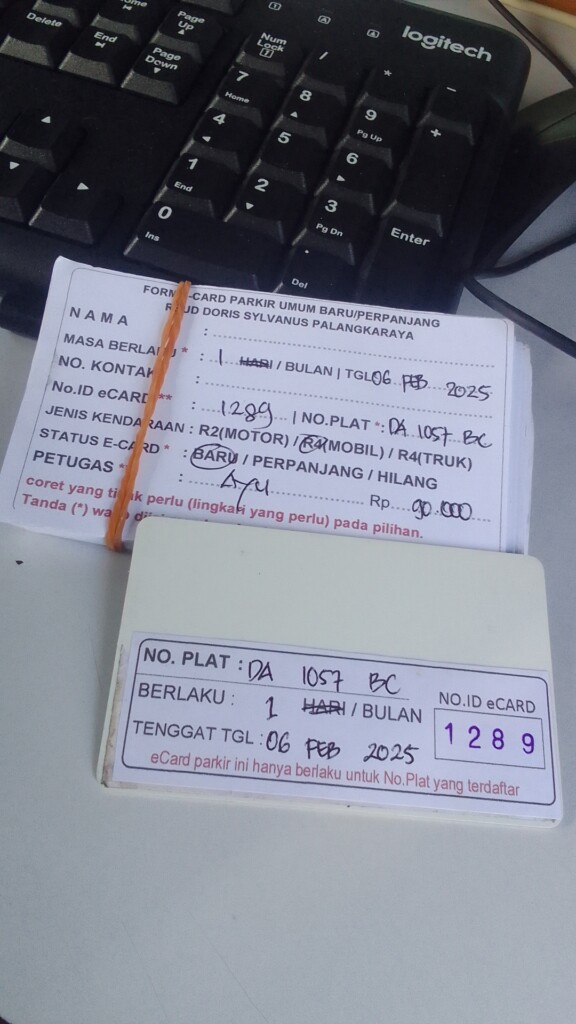 Delete
Home
End
Page Up
Page Down
Num Lock
/
*
-
logitech
7 Home
8
9 Pg Up
+
4
5
6
1 End
2
3 Pg Dn
Enter
0 Ins
. Del
FORM E-CARD PARKIR UMUM BARU/PERPANJANG
RSUD DORIS SYLVANUS PALANGKARAYA
NAMA :
MASA BERLAKU * : 1 HARI / BULAN | TGL 06 FEB 2025
NO. KONTAK :
No.ID eCARD ** : 1289 | NO.PLAT *: DA 1057 BC
JENIS KENDARAAN : R2(MOTOR) / R4(MOBIL) / R4(TRUK)
STATUS E-CARD * : BARU / PERPANJANG / HILANG
PETUGAS * : Ayu Rp 90.000
coret yang tidak perlu (lingkari yang perlu) pada pilihan.
Tanda (*)
NO. PLAT : DA 1057 BC
BERLAKU : 1 HARI / BULAN
NO.ID eCARD
1289
TENGGAT TGL : 06 FEB 2025
eCard parkir ini hanya berlaku untuk No.Plat yang terdaftar